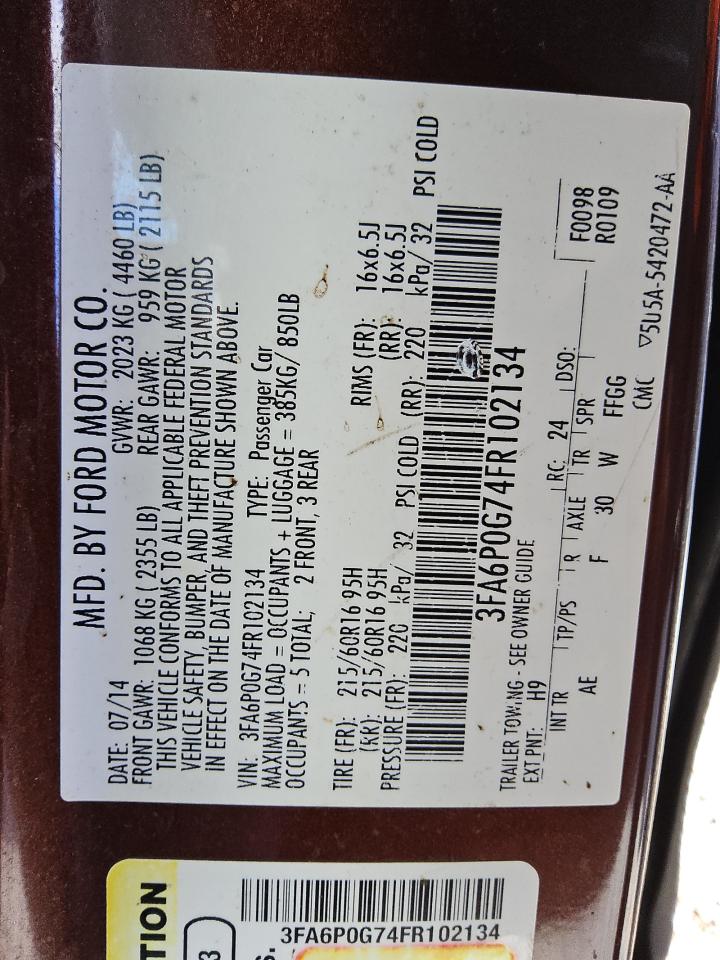 MFD. BY FORD MOTOR CO.
DATE: 07/14 GVWR: 2023 KG ( 4460 LB)
FRONT GAWR: 1068 KG ( 2355 LB) REAR GAWR: 959 KG ( 2115 LB)
THIS VEHICLE CONFORMS TO ALL APPLICABLE FEDERAL MOTOR
VEHICLE SAFETY, BUMPER, AND THEFT PREVENTION STANDARDS
IN EFFECT ON THE DATE OF MANUFACTURE SHOWN ABOVE.
VIN: 3FA6P0G74FR102134 TYPE: Passenger Car
MAXIMUM LOAD = OCCUPANTS + LUGGAGE = 385KG/ 850LB
OCCUPANTS = 5 TOTAL; 2 FRONT, 3 REAR
TIRE (FR): 215/60R16 95H RIMS (FR): 16x6.5J
(RR): 215/60R16 95H (RR): 16x6.5J
PRESSURE (FR): 220 kPa/ 32 PSI COLD (RR): 220 kPa/ 32 PSI COLD
3FA6P0G74FR102134
TRAILER TOWING - SEE OWNER GUIDE F0098
EXT PNT: H9 RC: 24 DSO: R0109
INT TR TP/PS R AXLE TR SPR
AE F 30 W FFGG
CMC ▽5U5A-5420472-AA
TION
3
S.
3FA6P0G74FR102134